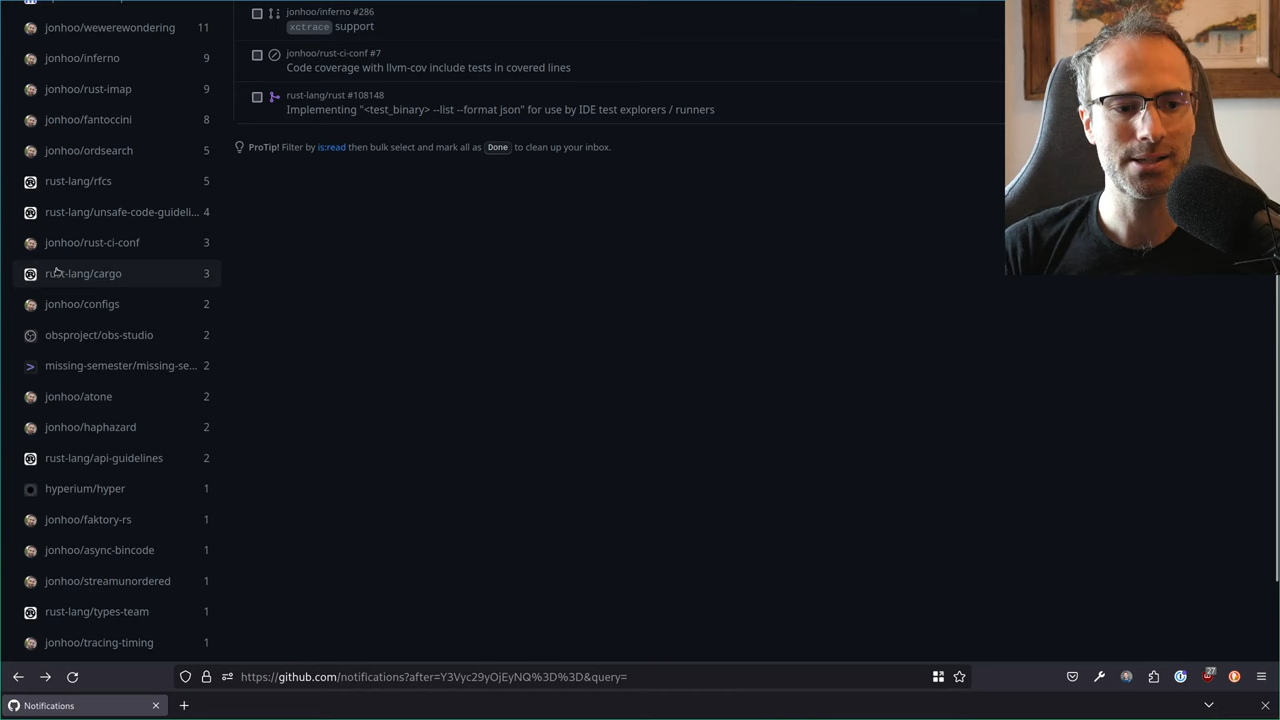 jonhoo/wewerewondering 11
jonhoo/inferno 9
jonhoo/rust-imap 9
jonhoo/fantoccini 8
jonhoo/ordsearch 5
rust-lang/rfcs 5
rust-lang/unsafe-code-guideli... 4
jonhoo/rust-ci-conf 3
rust-lang/cargo 3
jonhoo/configs 2
obsproject/obs-studio 2
missing-semester/missing-se... 2
jonhoo/atone 2
jonhoo/haphazard 2
rust-lang/api-guidelines 2
hyperium/hyper 1
jonhoo/faktory-rs 1
jonhoo/async-bincode 1
jonhoo/streamunordered 1
rust-lang/types-team 1
jonhoo/tracing-timing 1
jonhoo/inferno #286
xctrace support
jonhoo/rust-ci-conf #7
Code coverage with llvm-cov include tests in covered lines
rust-lang/rust #108148
Implementing "<test_binary> --list --format json" for use by IDE test explorers / runners
ProTip! Filter by is:read then bulk select and mark all as Done to clean up your inbox.
https://github.com/notifications?after=Y3Vyc29yOjEyNQ%3D%3D&query=
27
Notifications